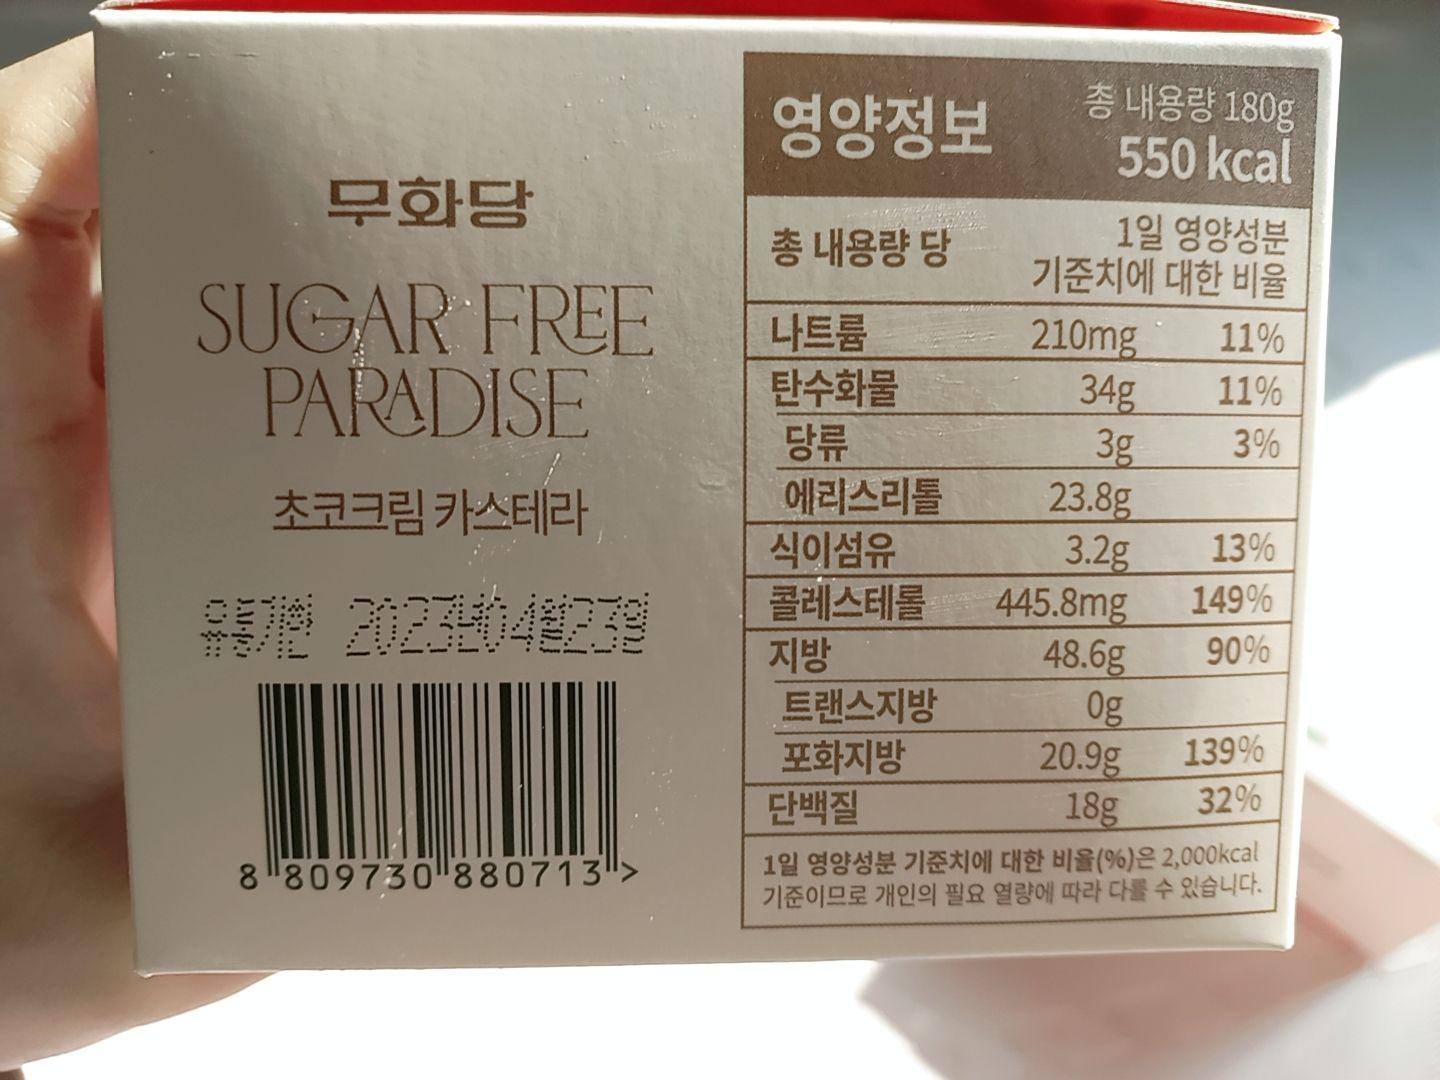 무화당
SUGAR FREE
PARADISE
초코크림 카스테라
유통기한 2023년04월23일
8 809730 880713 >
영양정보
총 내용량 180g
550 kcal
총 내용량 당
1일 영양성분
기준치에 대한 비율
나트륨 210mg 11%
탄수화물 34g 11%
당류 3g 3%
에리스리톨 23.8g
식이섬유 3.2g 13%
콜레스테롤 445.8mg 149%
지방 48.6g 90%
트랜스지방 0g
포화지방 20.9g 139%
단백질 18g 32%
1일 영양성분 기준치에 대한 비율(%)은 2,000kcal
기준이므로 개인의 필요 열량에 따라 다를 수 있습니다.